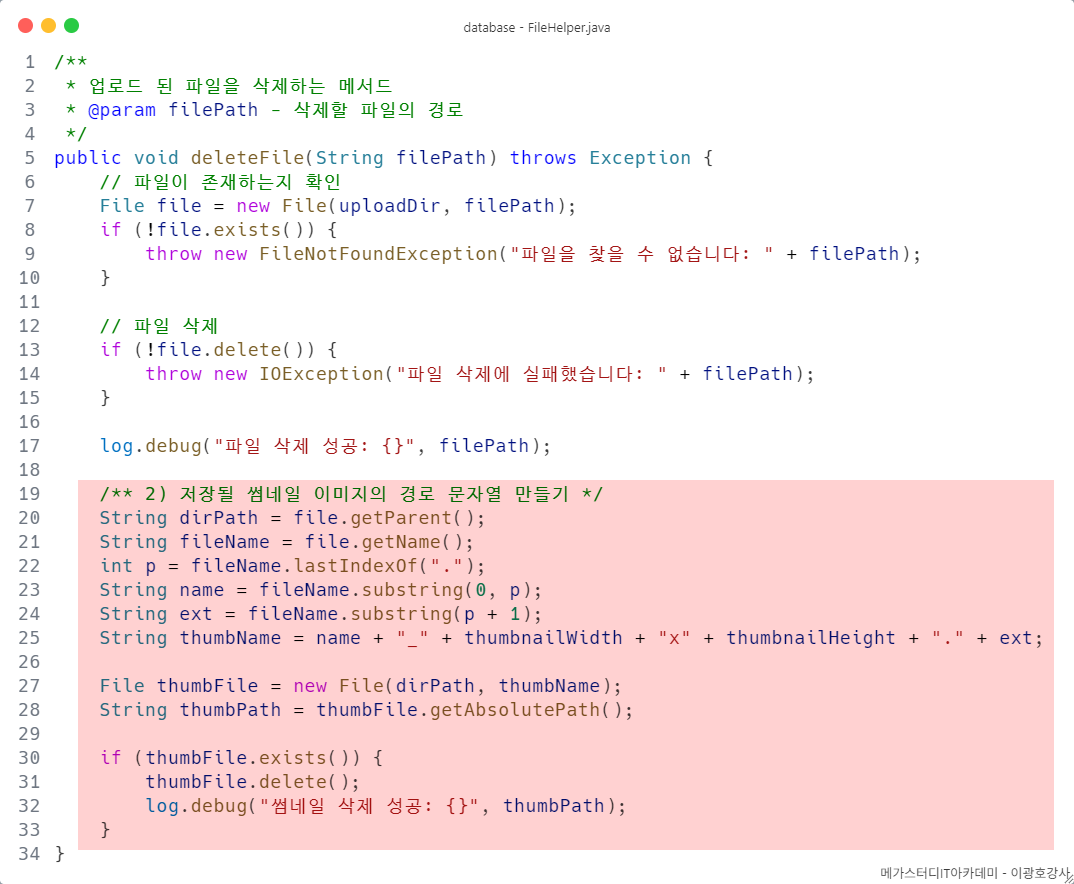 database - FileHelper.java
1 /**
2  * 업로드 된 파일을 삭제하는 메서드
3  * @param filePath - 삭제할 파일의 경로
4  */
5 public void deleteFile(String filePath) throws Exception {
6     // 파일이 존재하는지 확인
7     File file = new File(uploadDir, filePath);
8     if (!file.exists()) {
9         throw new FileNotFoundException("파일을 찾을 수 없습니다: " + filePath);
10     }
11
12     // 파일 삭제
13     if (!file.delete()) {
14         throw new IOException("파일 삭제에 실패했습니다: " + filePath);
15     }
16
17     log.debug("파일 삭제 성공: {}", filePath);
18
19     /** 2) 저장될 썸네일 이미지의 경로 문자열 만들기 */
20     String dirPath = file.getParent();
21     String fileName = file.getName();
22     int p = fileName.lastIndexOf(".");
23     String name = fileName.substring(0, p);
24     String ext = fileName.substring(p + 1);
25     String thumbName = name + "_" + thumbnailWidth + "x" + thumbnailHeight + "." + ext;
26
27     File thumbFile = new File(dirPath, thumbName);
28     String thumbPath = thumbFile.getAbsolutePath();
29
30     if (thumbFile.exists()) {
31         thumbFile.delete();
32         log.debug("썸네일 삭제 성공: {}", thumbPath);
33     }
34 }
메가스터디IT아카데미 - 이광호강사